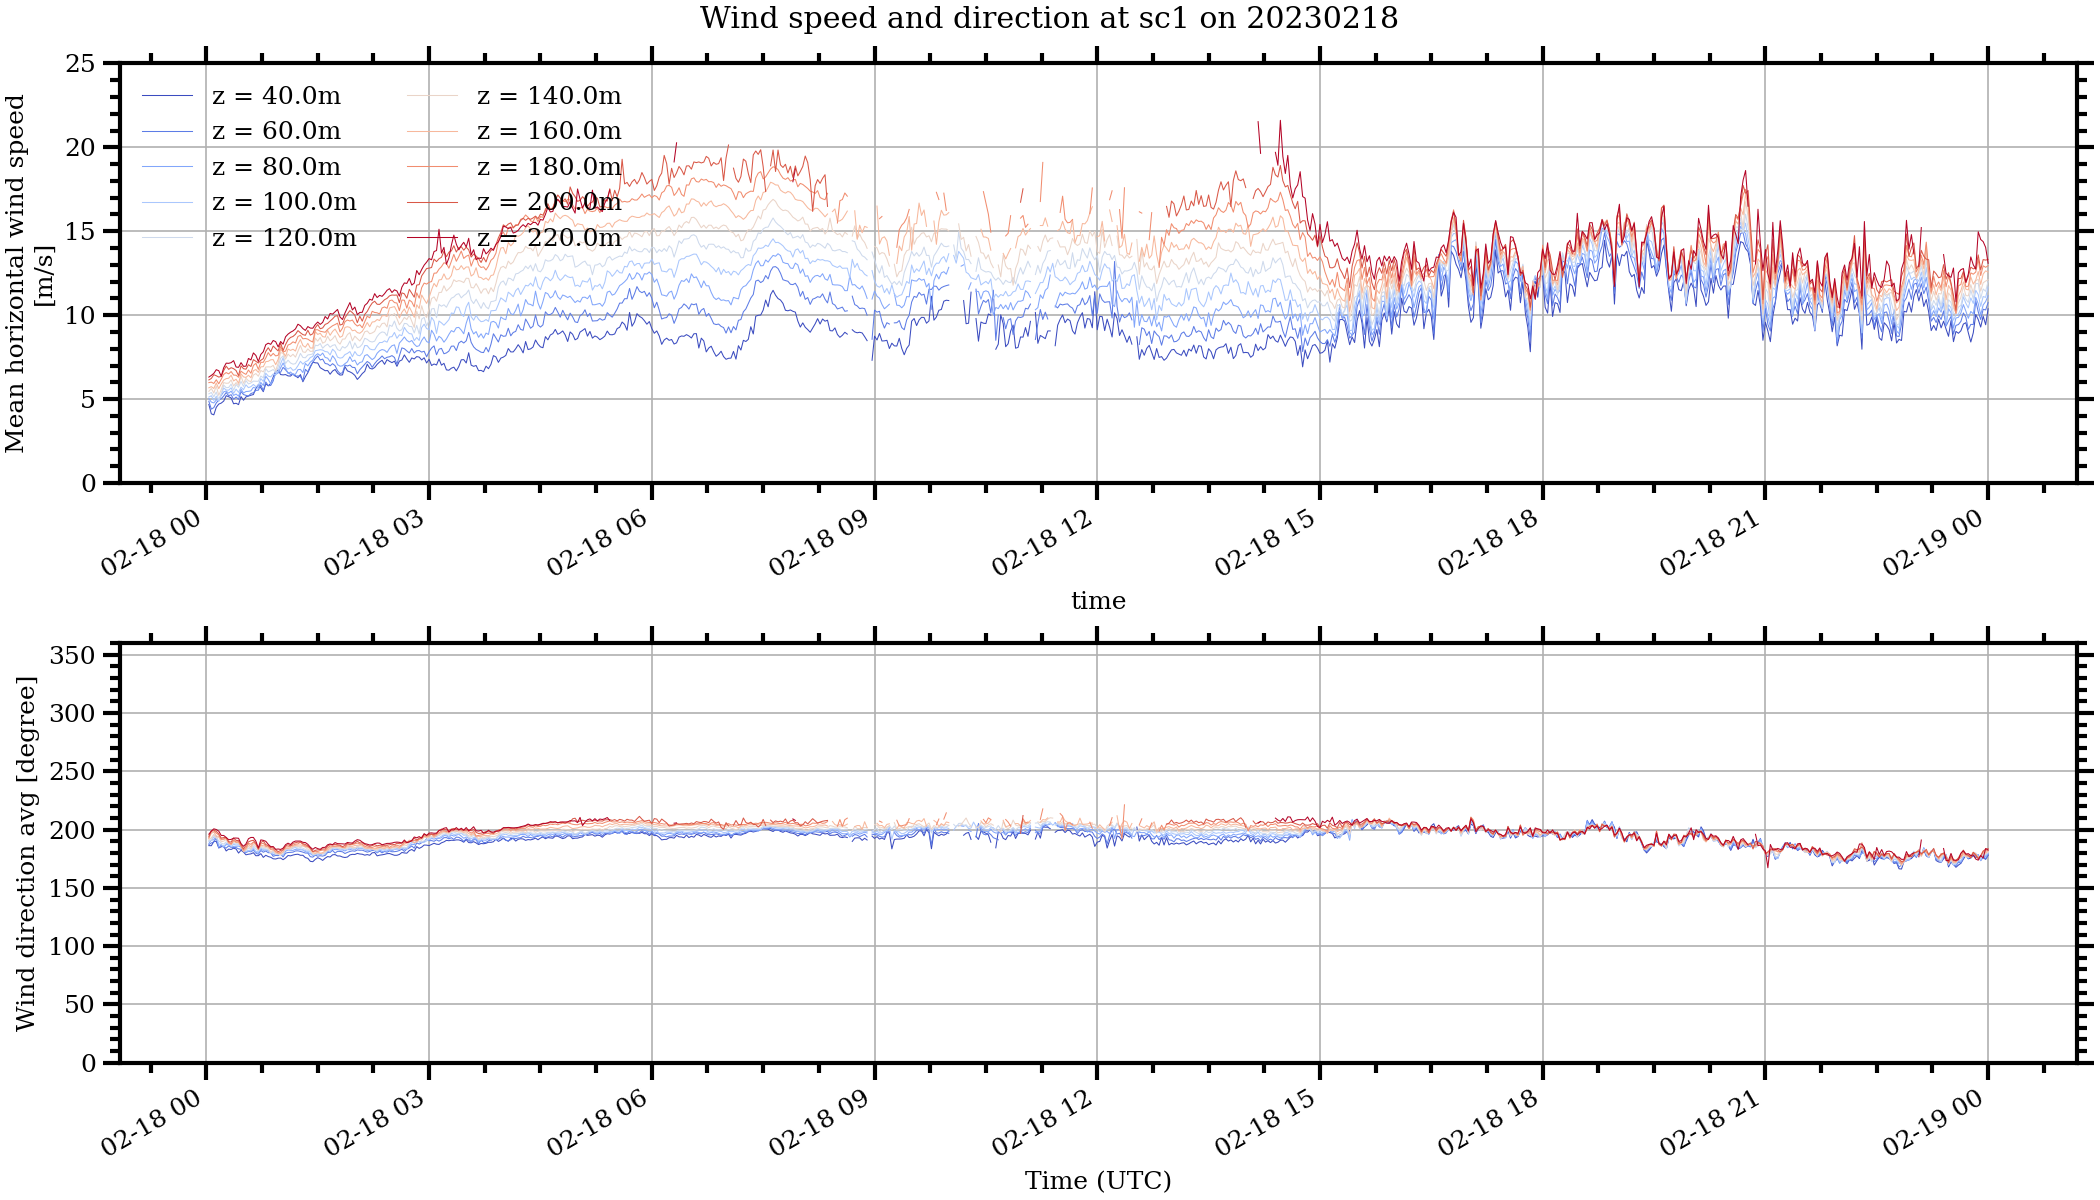 Wind speed and direction at sc1 on 20230218
Mean horizontal wind speed
[m/s]
25
20
15
10
5
0
z = 40.0m
z = 60.0m
z = 80.0m
z = 100.0m
z = 120.0m
z = 140.0m
z = 160.0m
z = 180.0m
z = 200.0m
z = 220.0m
02-18 00
02-18 03
02-18 06
02-18 09
02-18 12
02-18 15
02-18 18
02-18 21
02-19 00
time
Wind direction avg [degree]
350
300
250
200
150
100
50
0
02-18 00
02-18 03
02-18 06
02-18 09
02-18 12
02-18 15
02-18 18
02-18 21
02-19 00
Time (UTC)